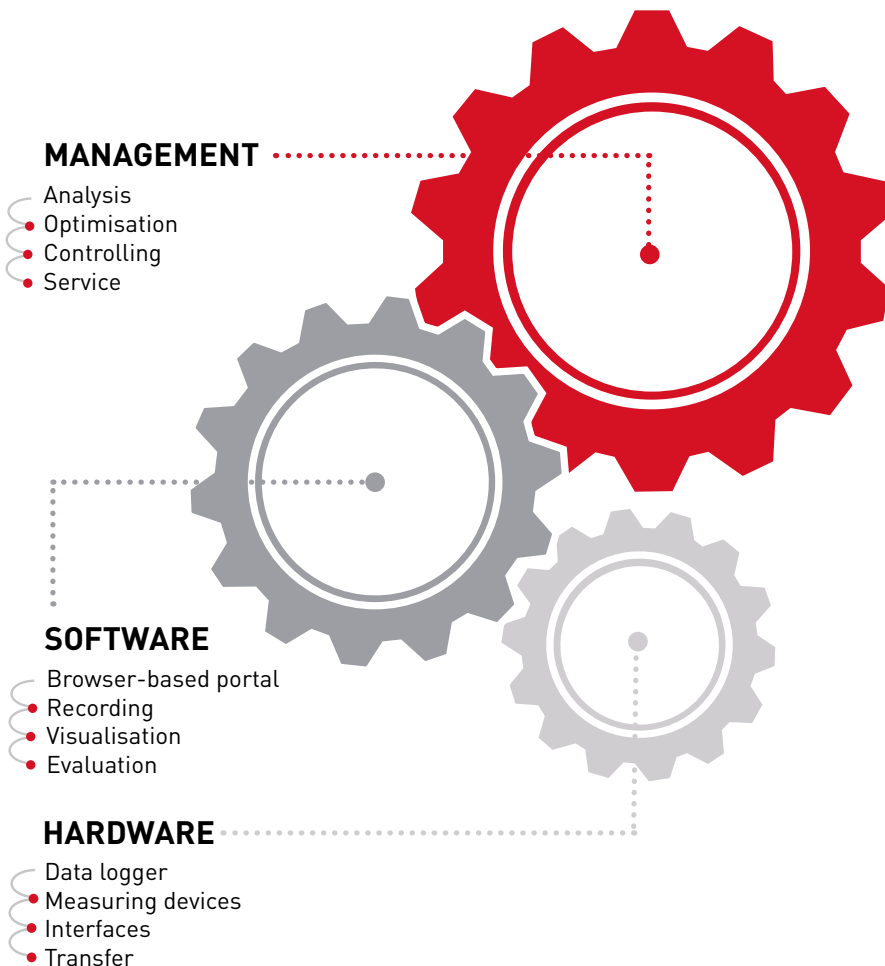 MANAGEMENT
Analysis
Optimisation
Controlling
Service
SOFTWARE
Browser-based portal
Recording
Visualisation
Evaluation
HARDWARE
Data logger
Measuring devices
Interfaces
Transfer